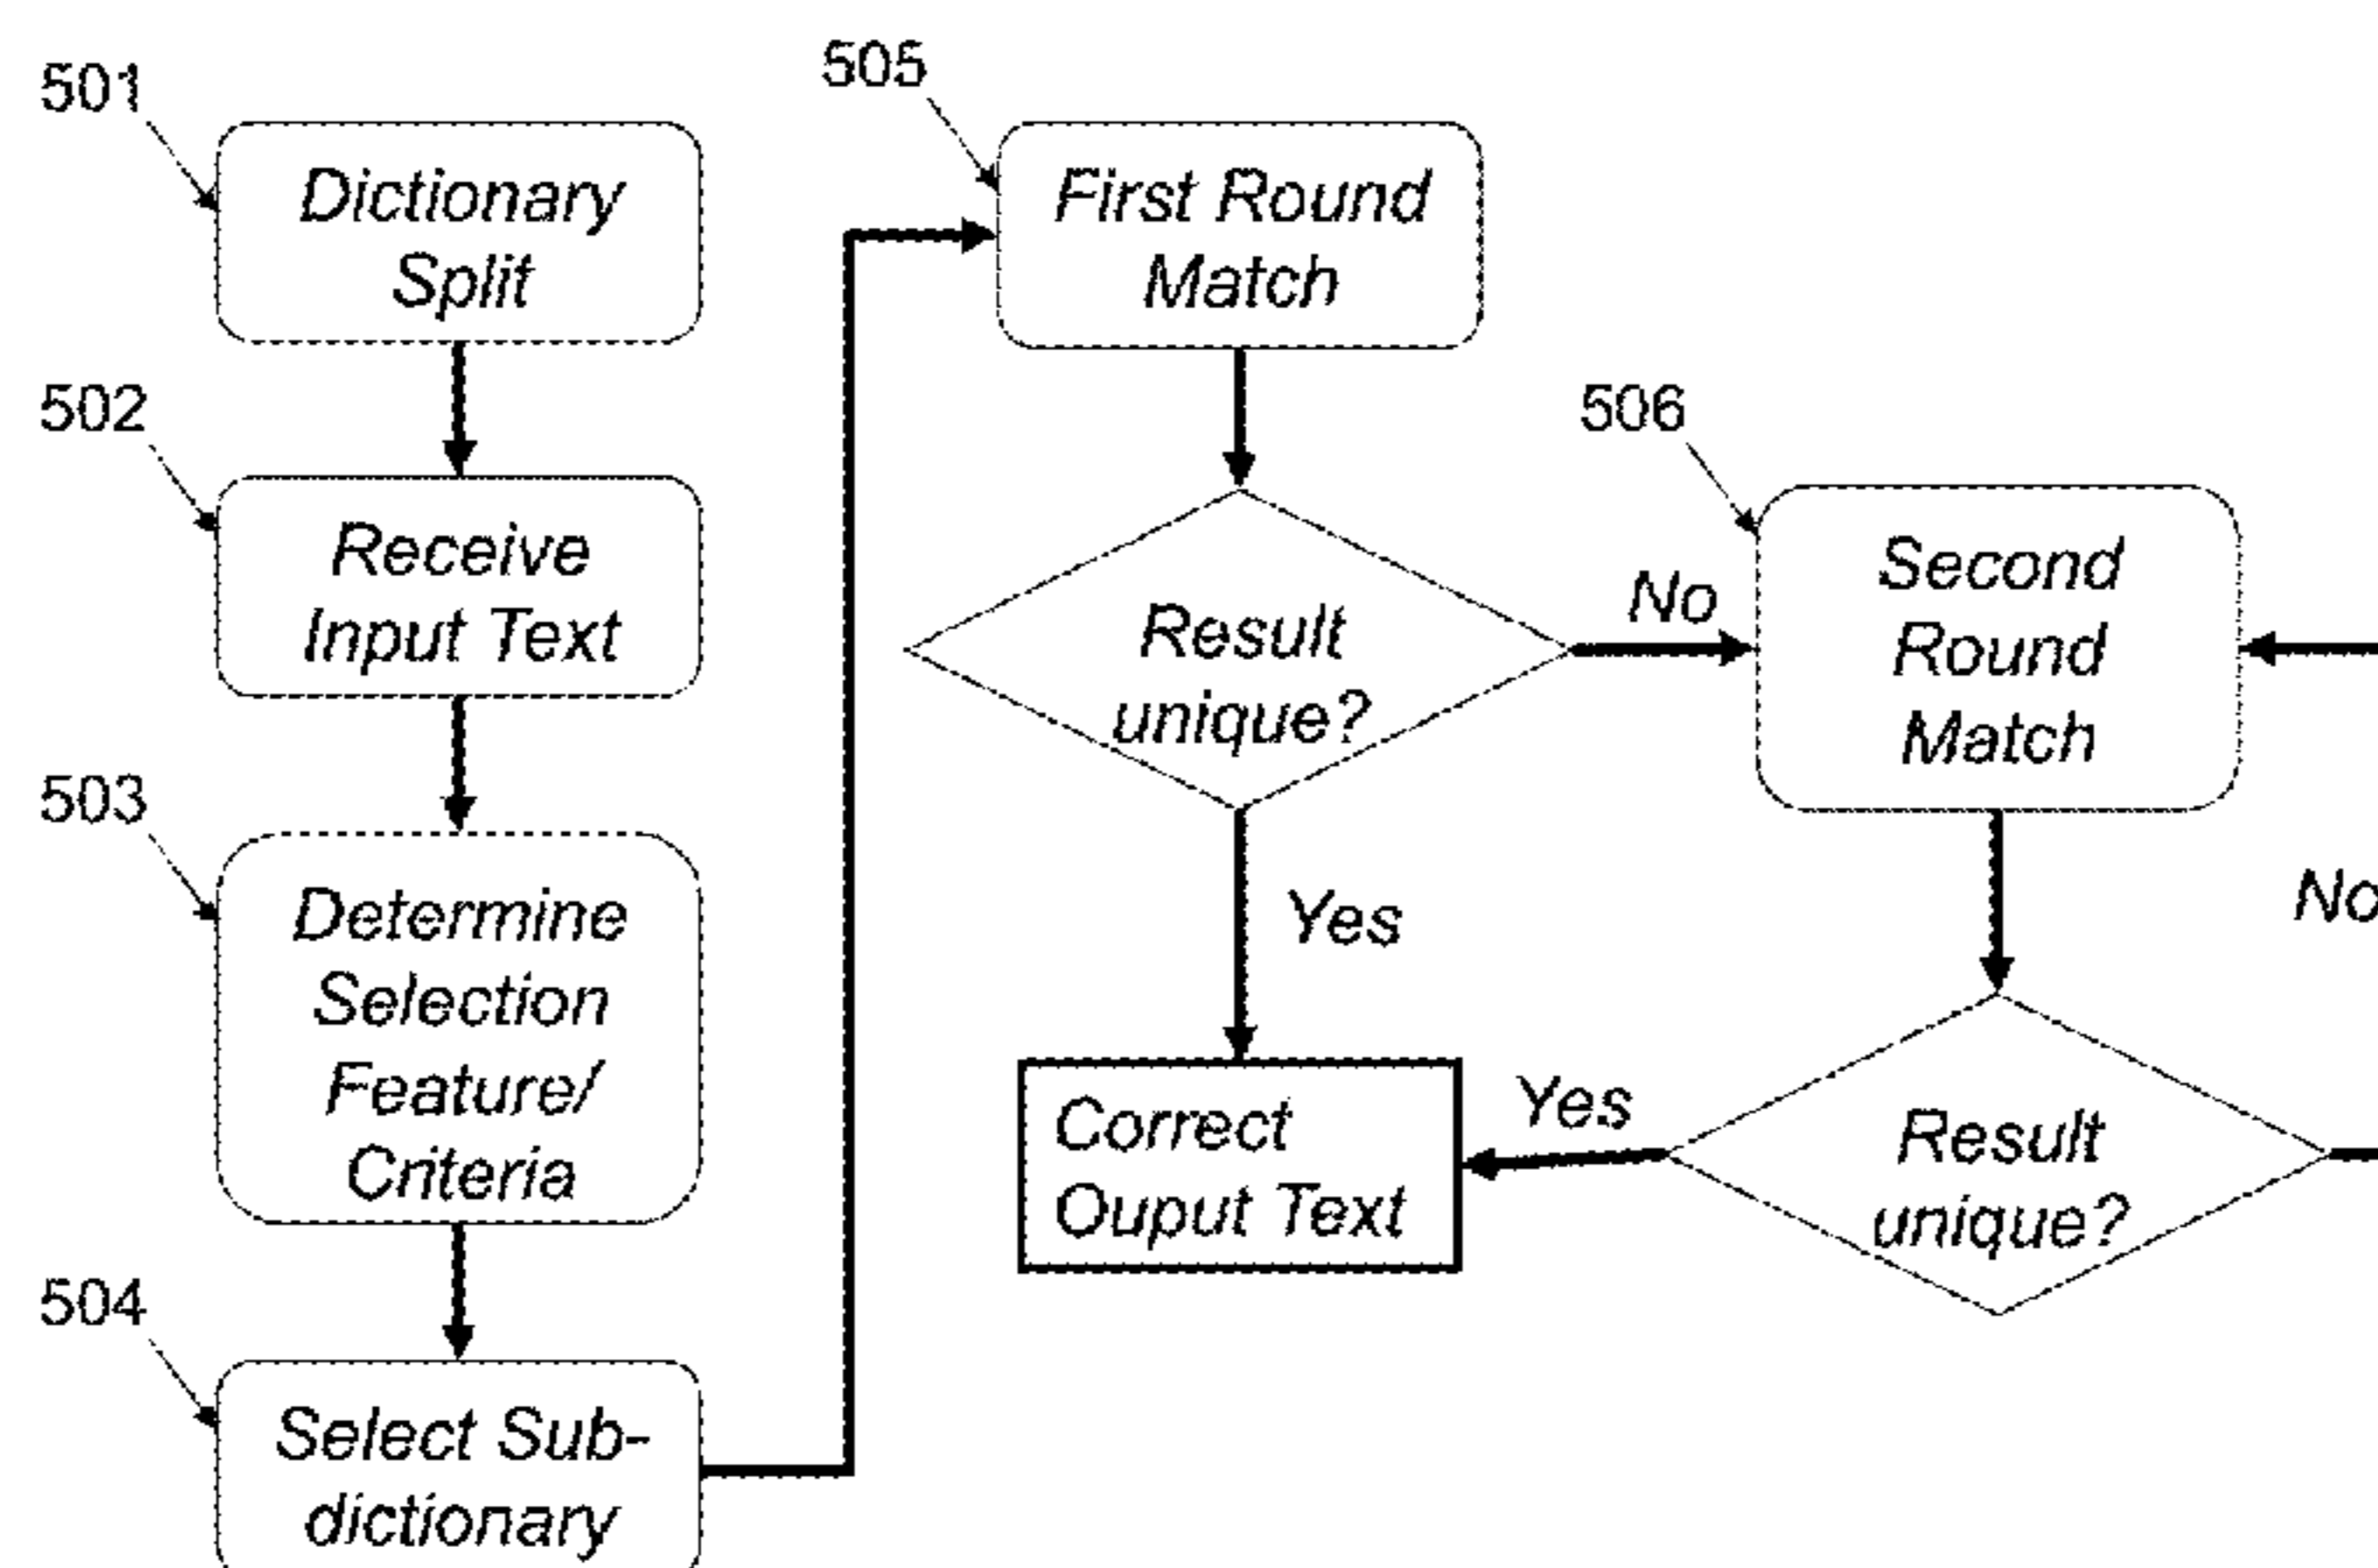 501
Dictionary
Split
502
Receive
Input Text
503
Determine
Selection
Feature/
Criteria
504
Select Sub-
dictionary
505
First Round
Match
Result
unique?
No
Yes
506
Second
Round
Match
No
Result
unique?
Yes
Correct
Ouput Text